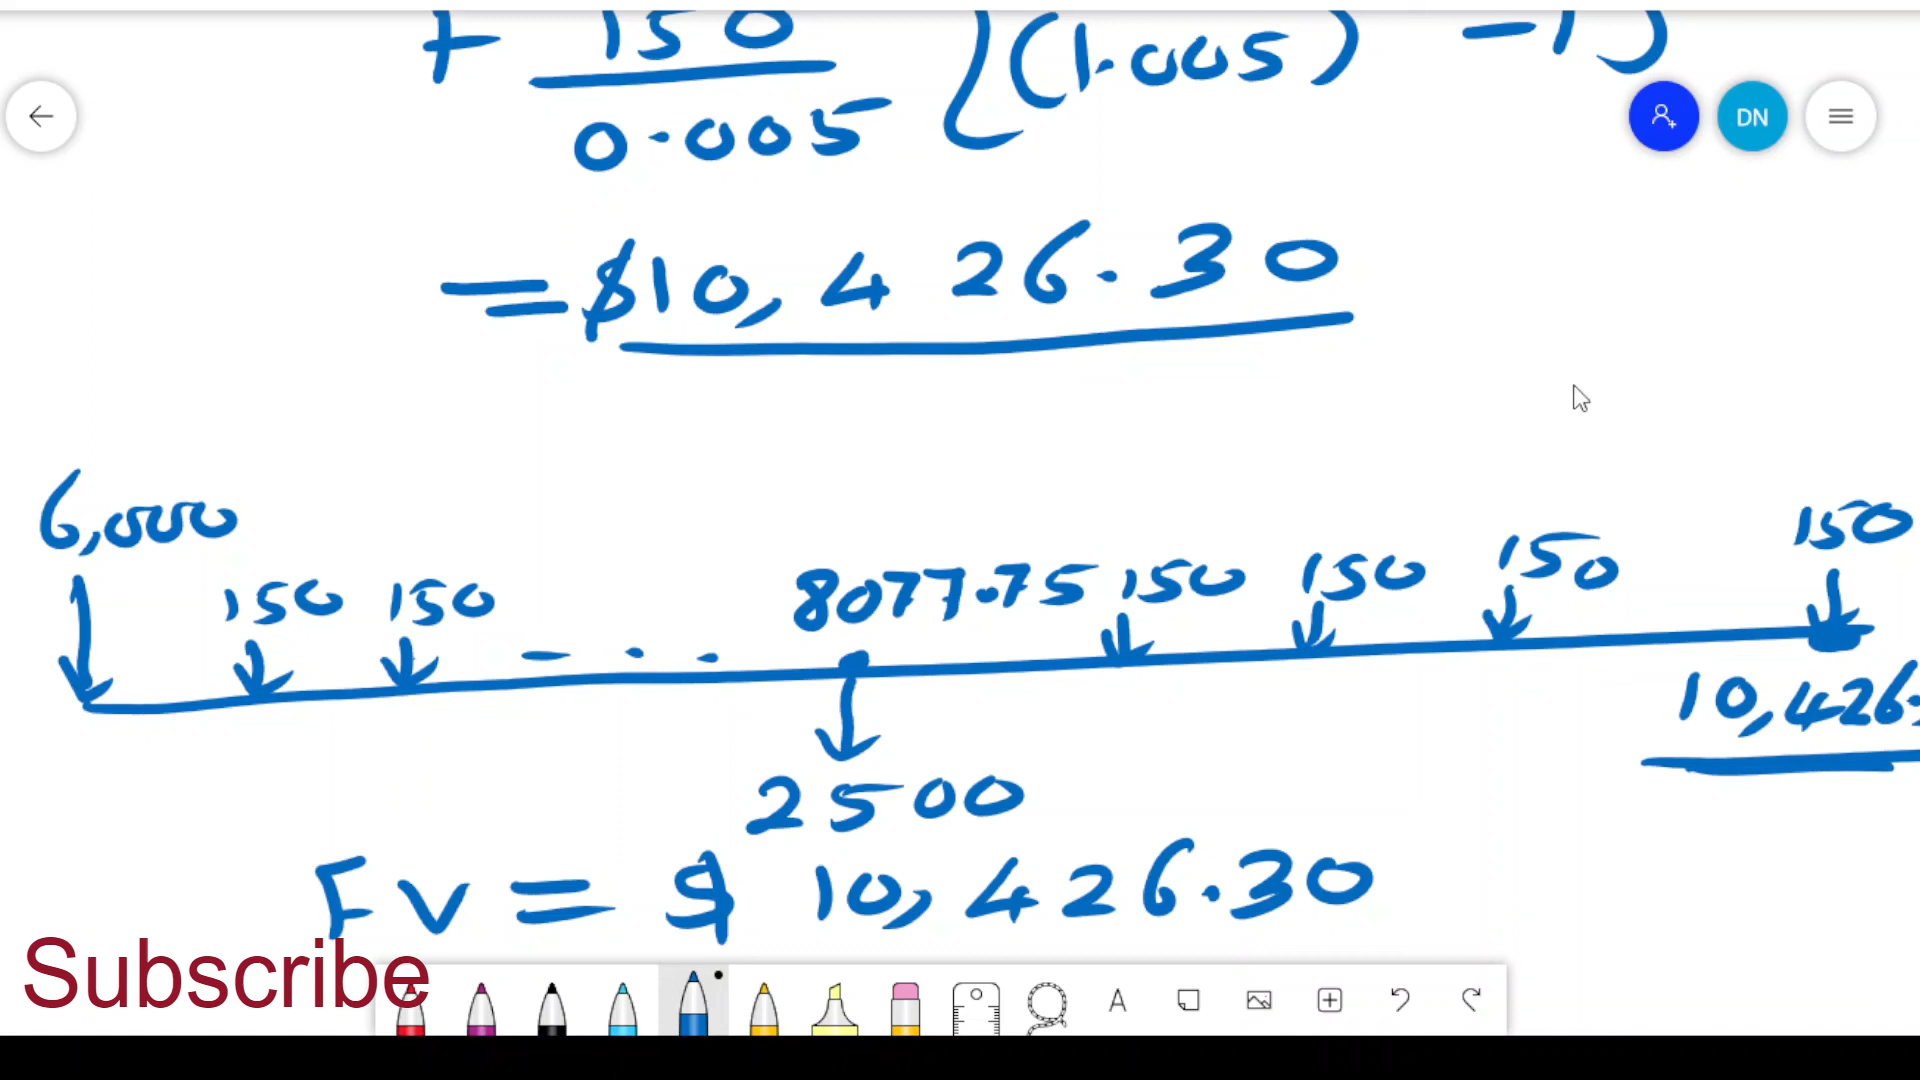 + 150 [(1.005) -1]
0.005
DN
= $10,426.30
6,000
150 150 - . . 8077.75 150 150 150 150
10,426.
2500
FV = $ 10,426.30
Subscribe
A